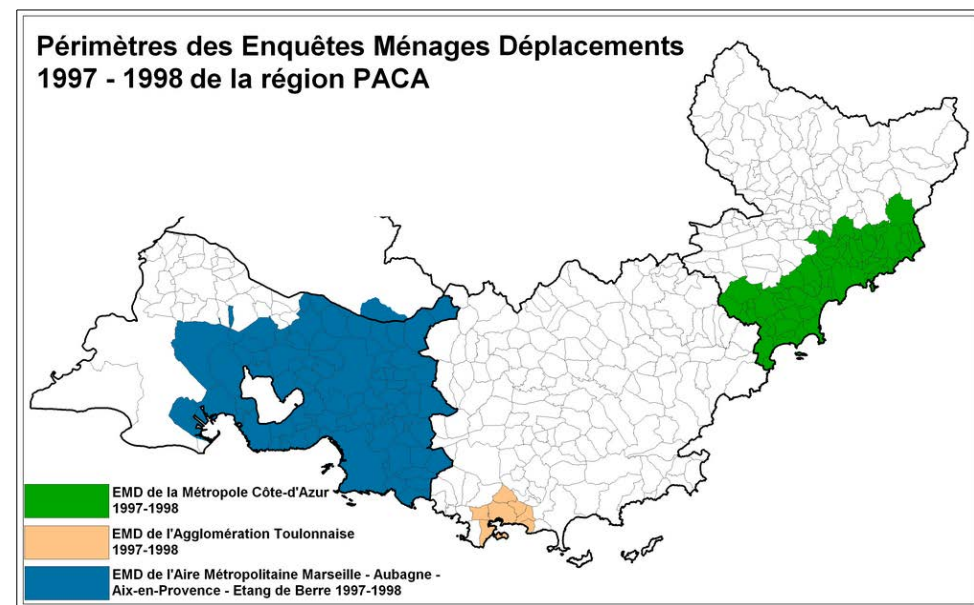 Périmètres des Enquêtes Ménages Déplacements
1997 - 1998 de la région PACA
EMD de la Métropole Côte-d'Azur
1997-1998
EMD de l'Agglomération Toulonnaise
1997-1998
EMD de l'Aire Métropolitaine Marseille - Aubagne -
Aix-en-Provence - Etang de Berre 1997-1998